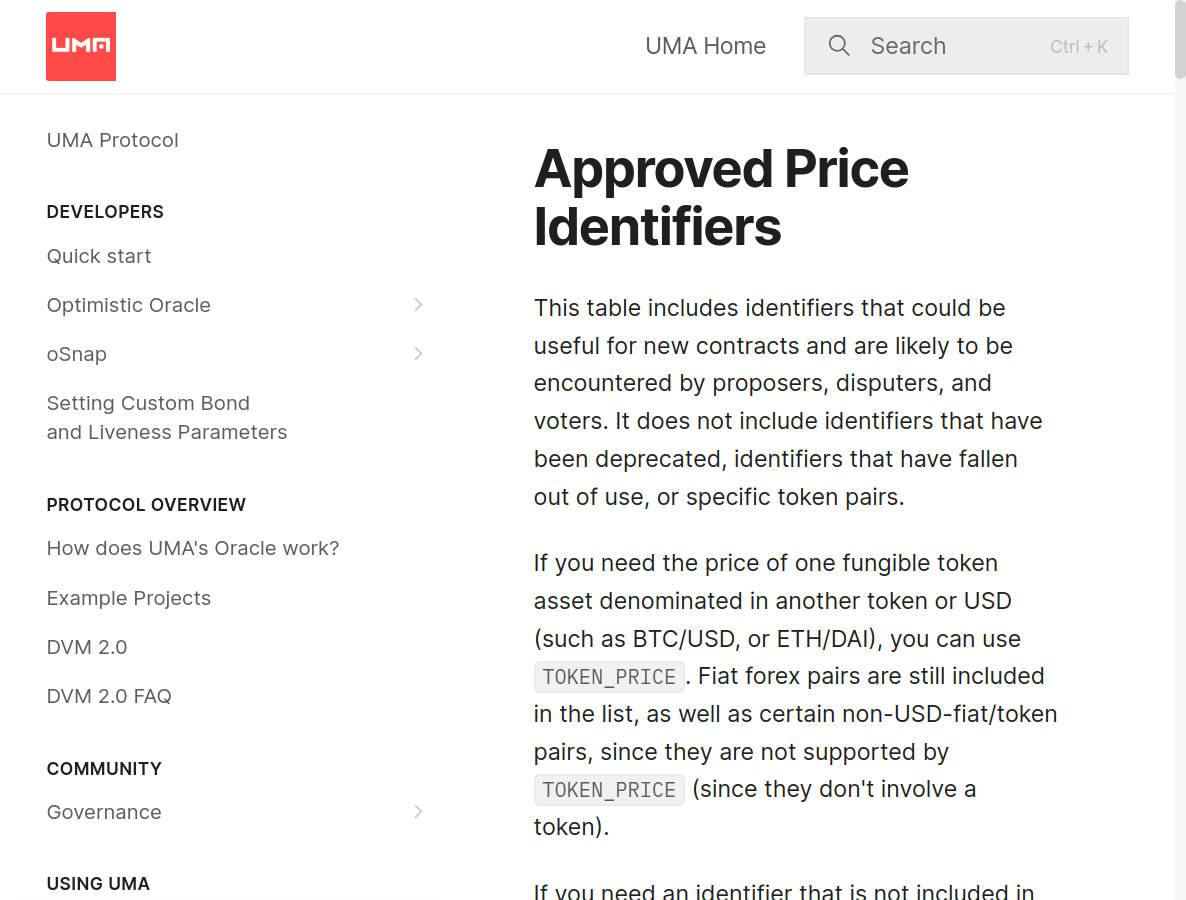 UMA
UMA Home
Search
Ctrl + K
UMA Protocol
DEVELOPERS
Quick start
Optimistic Oracle
oSnap
Setting Custom Bond
and Liveness Parameters
PROTOCOL OVERVIEW
How does UMA's Oracle work?
Example Projects
DVM 2.0
DVM 2.0 FAQ
COMMUNITY
Governance
USING UMA
Approved Price
Identifiers
This table includes identifiers that could be
useful for new contracts and are likely to be
encountered by proposers, disputers, and
voters. It does not include identifiers that have
been deprecated, identifiers that have fallen
out of use, or specific token pairs.
If you need the price of one fungible token
asset denominated in another token or USD
(such as BTC/USD, or ETH/DAI), you can use
TOKEN_PRICE. Fiat forex pairs are still included
in the list, as well as certain non-USD-fiat/token
pairs, since they are not supported by
TOKEN_PRICE (since they don't involve a
token).
If you need an identifier that is not included in